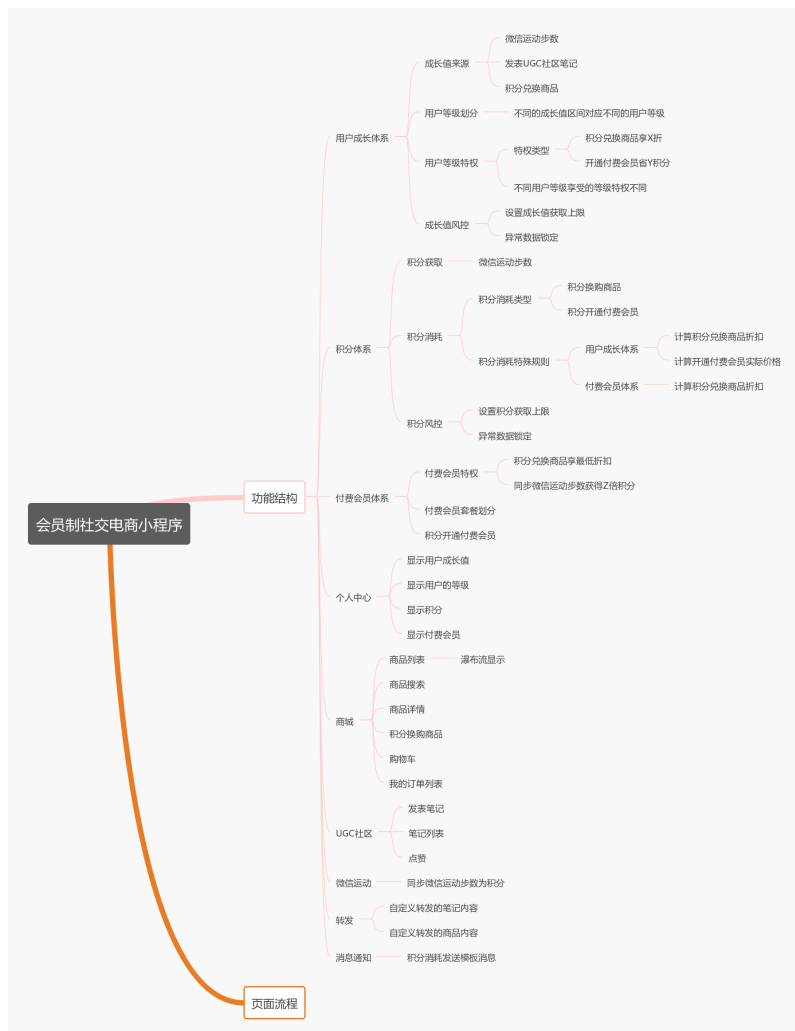 会员制社交电商小程序
功能结构
用户成长体系
成长值来源
微信运动步数
发表UGC社区笔记
积分兑换商品
用户等级划分
不同的成长值区间对应不同的用户等级
用户等级特权
特权类型
积分兑换商品享X折
开通付费会员省Y积分
不同用户等级享受的等级特权不同
成长值风控
设置成长值获取上限
异常数据锁定
积分体系
积分获取
微信运动步数
积分消耗
积分消耗类型
积分换购商品
积分开通付费会员
积分消耗特殊规则
用户成长体系
计算积分兑换商品折扣
计算开通付费会员实际价格
付费会员体系
计算积分兑换商品折扣
积分风控
设置积分获取上限
异常数据锁定
付费会员体系
付费会员特权
积分兑换商品享最低折扣
同步微信运动步数获得Z倍积分
付费会员套餐划分
积分开通付费会员
个人中心
显示用户成长值
显示用户的等级
显示积分
显示付费会员
商城
商品列表
瀑布流显示
商品搜索
商品详情
积分换购商品
购物车
我的订单列表
UGC社区
发表笔记
笔记列表
点赞
微信运动
同步微信运动步数为积分
转发
自定义转发的笔记内容
自定义转发的商品内容
消息通知
积分消耗发送模板消息
页面流程